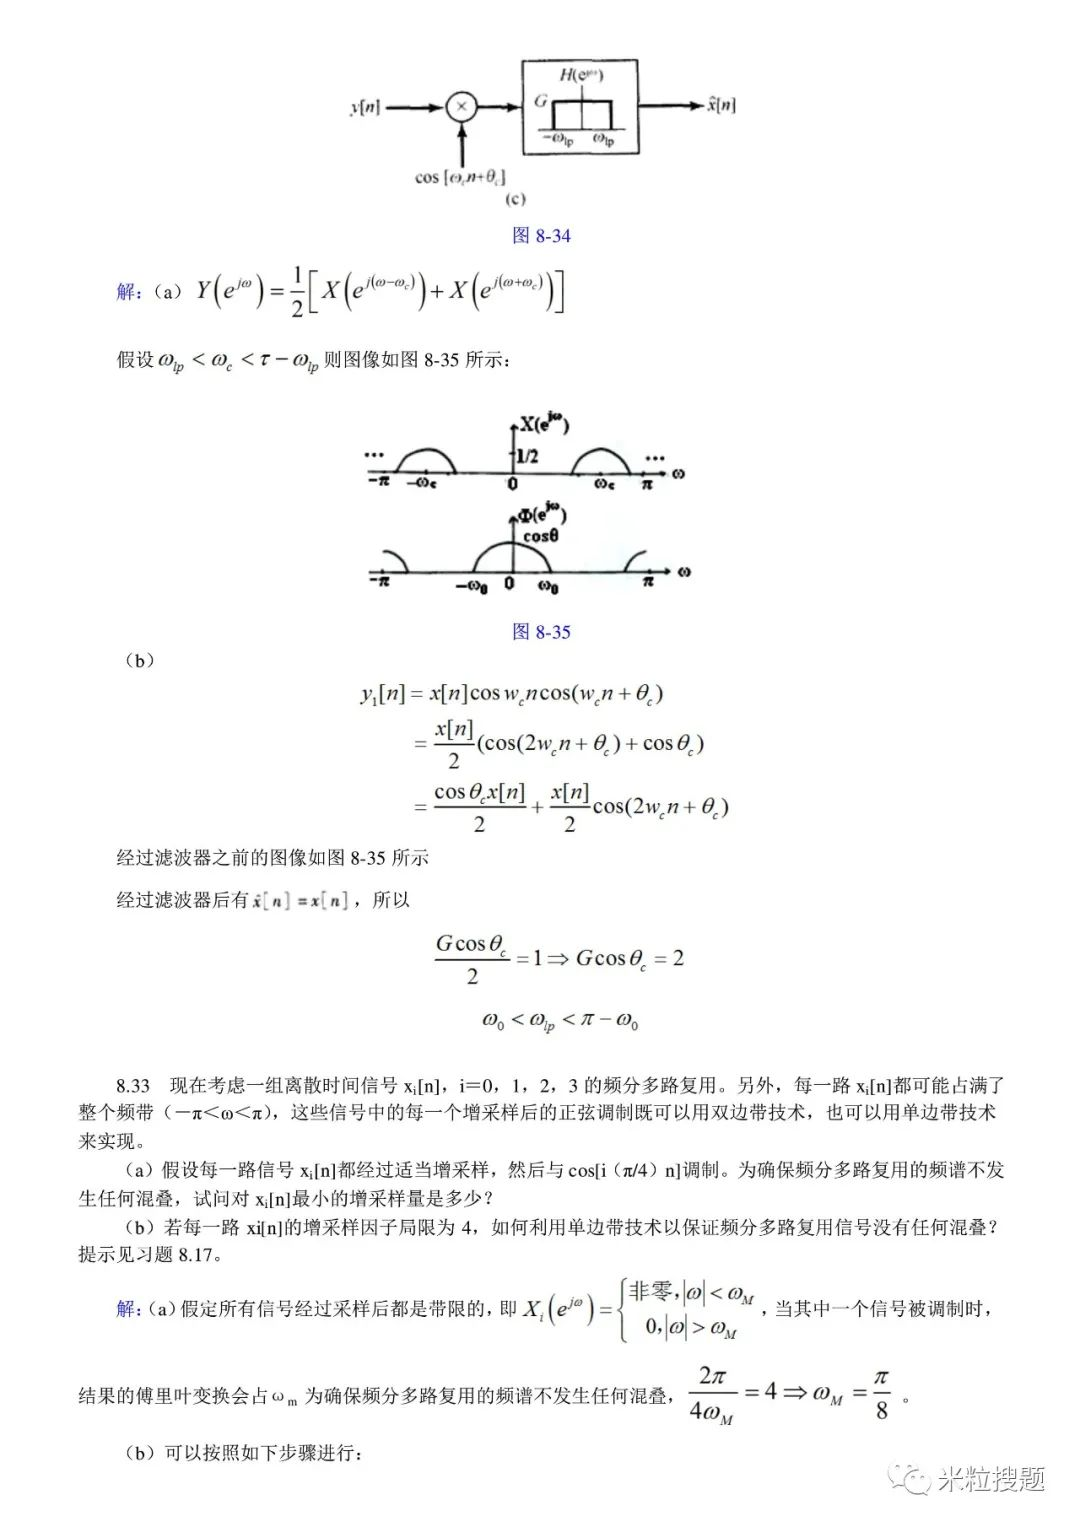 H(e^{jω})
y[n] × G x̂[n]
-ω_lp ω_lp
cos [ω_c n+θ_c]
(c)
图 8-34
解:（a）Y(e^{jω})=1/2[X(e^{j(ω-ω_c)})+X(e^{j(ω+ω_c)})]
假设 ω_lp < ω_c < τ - ω_lp 则图像如图 8-35 所示:
X(e^{jω})
... 1/2 ...
-π -ω_c 0 ω_c π ω
Φ(e^{jω})
cosθ
-π -ω_0 0 ω_0 π ω
图 8-35
（b）
y_1[n] = x[n]cos w_c n cos(w_c n + θ_c)
= x[n]/2 (cos(2w_c n + θ_c) + cos θ_c)
= cos θ_c x[n]/2 + x[n]/2 cos(2w_c n + θ_c)
经过滤波器之前的图像如图 8-35 所示
经过滤波器后有 x̂[n] = x[n]，所以
G cos θ_c/2 = 1 ⇒ G cos θ_c = 2
ω_0 < ω_lp < π - ω_0
8.33 现在考虑一组离散时间信号 x_i[n]，i＝0，1，2，3 的频分多路复用。另外，每一路 x_i[n]都可能占满了
整个频带（－π＜ω＜π），这些信号中的每一个增采样后的正弦调制既可以用双边带技术，也可以用单边带技术
来实现。
（a）假设每一路信号 x_i[n]都经过适当增采样，然后与 cos[i（π/4）n]调制。为确保频分多路复用的频谱不发
生任何混叠，试问对 x_i[n]最小的增采样量是多少？
（b）若每一路 xi[n]的增采样因子局限为 4，如何利用单边带技术以保证频分多路复用信号没有任何混叠？
提示见习题 8.17。
解:（a）假定所有信号经过采样后都是带限的，即 X_i(e^{jω})={非零,|ω|<ω_M 0,|ω|>ω_M，当其中一个信号被调制时，
结果的傅里叶变换会占 ω_m 为确保频分多路复用的频谱不发生任何混叠，2π/4ω_M = 4 ⇒ ω_M = π/8。
（b）可以按照如下步骤进行：
米粒搜题